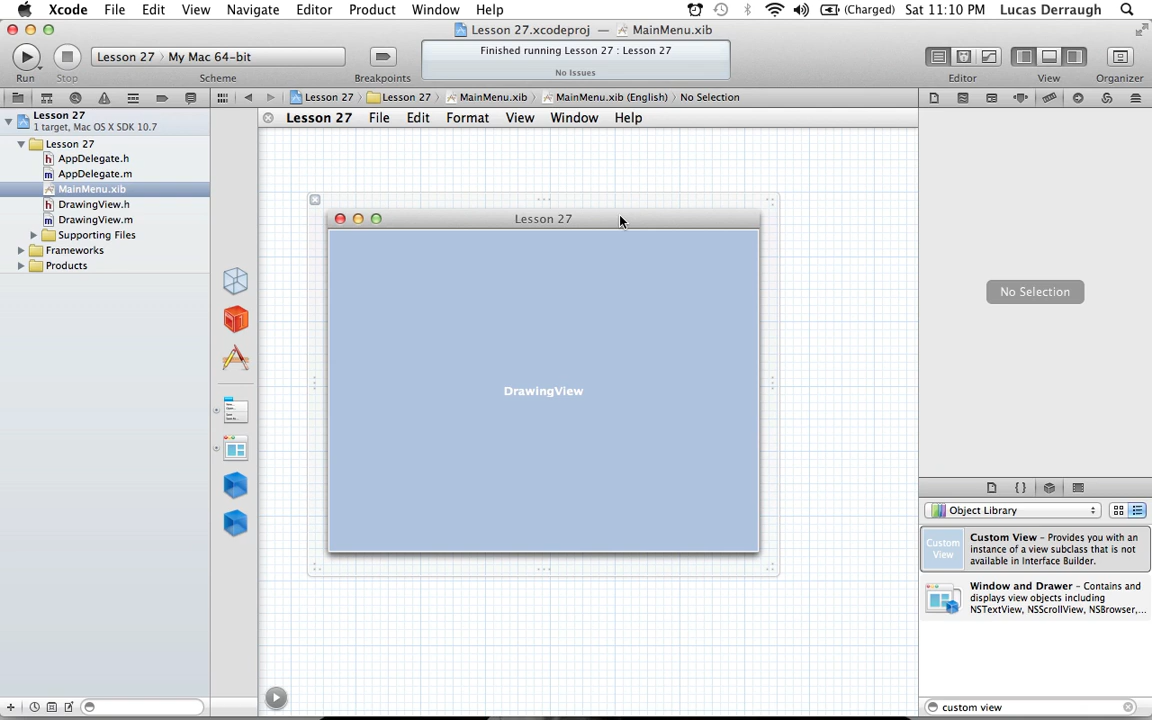 Xcode File Edit View Navigate Editor Product Window Help (Charged) Sat 11:10 PM Lucas Derraugh
Lesson 27.xcodeproj — MainMenu.xib
Lesson 27 › My Mac 64-bit
Finished running Lesson 27 : Lesson 27
No Issues
Run Stop Scheme Breakpoints Editor View Organizer
Lesson 27 Lesson 27 MainMenu.xib MainMenu.xib (English) No Selection
Lesson 27
1 target, Mac OS X SDK 10.7
Lesson 27
AppDelegate.h
AppDelegate.m
MainMenu.xib
DrawingView.h
DrawingView.m
Supporting Files
Frameworks
Products
Lesson 27 File Edit Format View Window Help
Lesson 27
DrawingView
No Selection
Object Library
Custom View
Custom View – Provides you with an
instance of a view subclass that is not
available in Interface Builder.
Window and Drawer – Contains and
displays view objects including
NSTextView, NSScrollView, NSBrowser,...
custom view